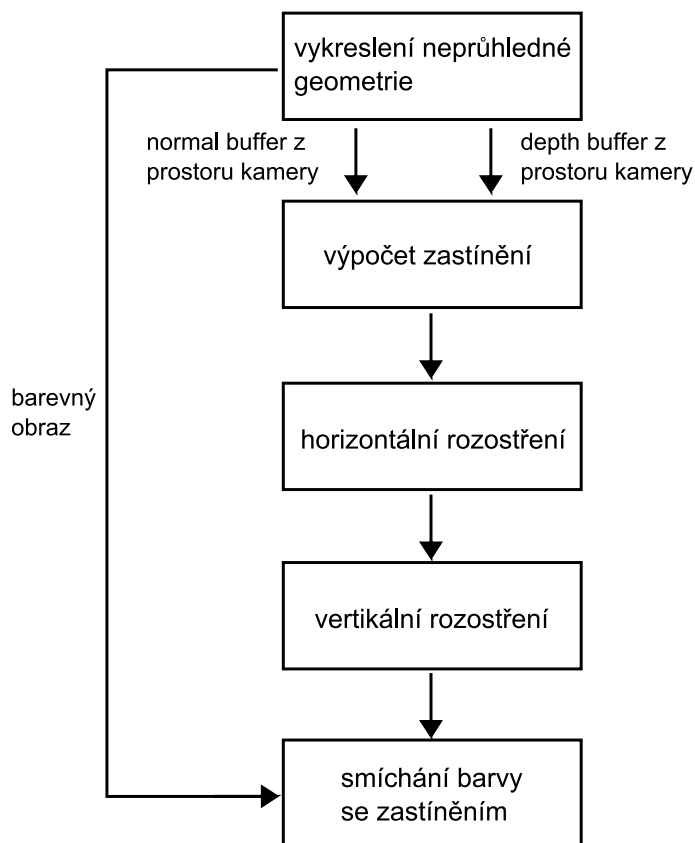 vykreslení neprůhledné
geometrie
normal buffer z
prostoru kamery
depth buffer z
prostoru kamery
výpočet zastínění
barevný
obraz
horizontální rozostření
vertikální rozostření
smíchání barvy
se zastíněním